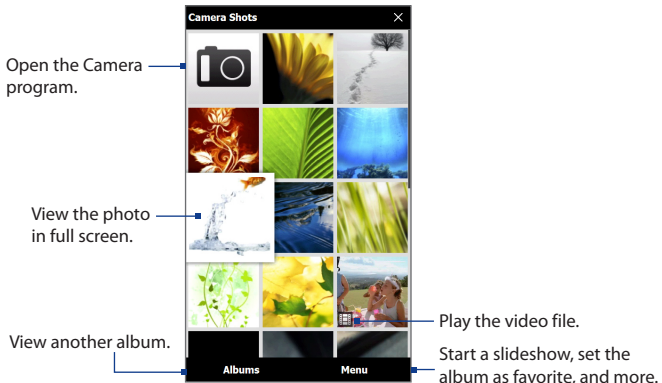 Camera Shots
Open the Camera
program.
View the photo
in full screen.
Play the video file.
View another album.
Start a slideshow, set the
album as favorite, and more.
Albums
Menu